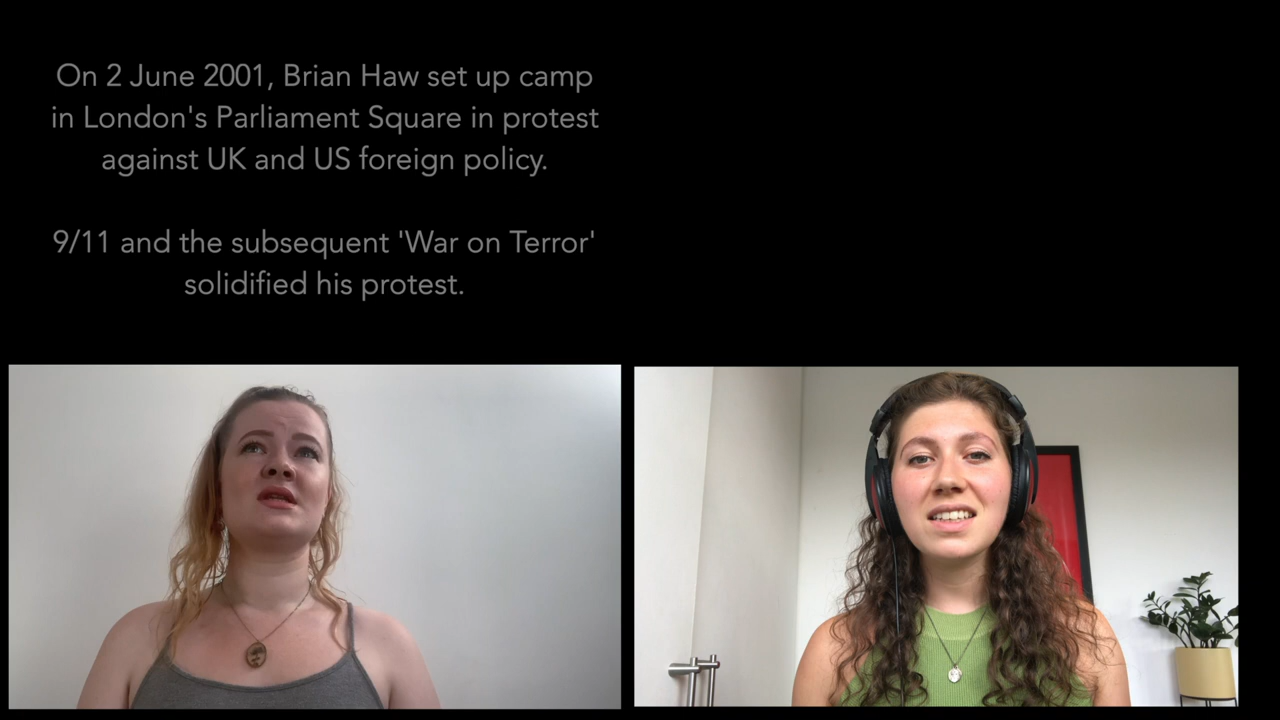 On 2 June 2001, Brian Haw set up camp
in London's Parliament Square in protest
against UK and US foreign policy.
9/11 and the subsequent 'War on Terror'
solidified his protest.